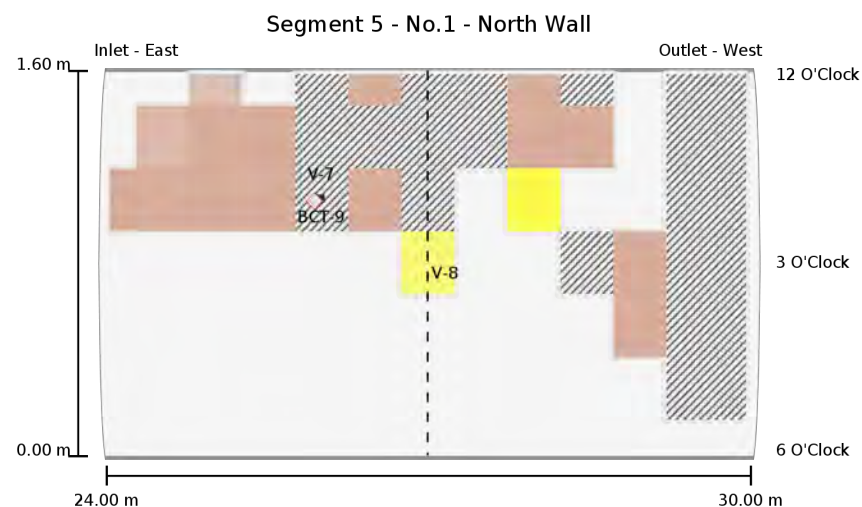 Segment 5 - No.1 - North Wall
Inlet - East
Outlet - West
1.60 m
12 O'Clock
V-7
BCT-9
3 O'Clock
V-8
0.00 m
6 O'Clock
24.00 m
30.00 m